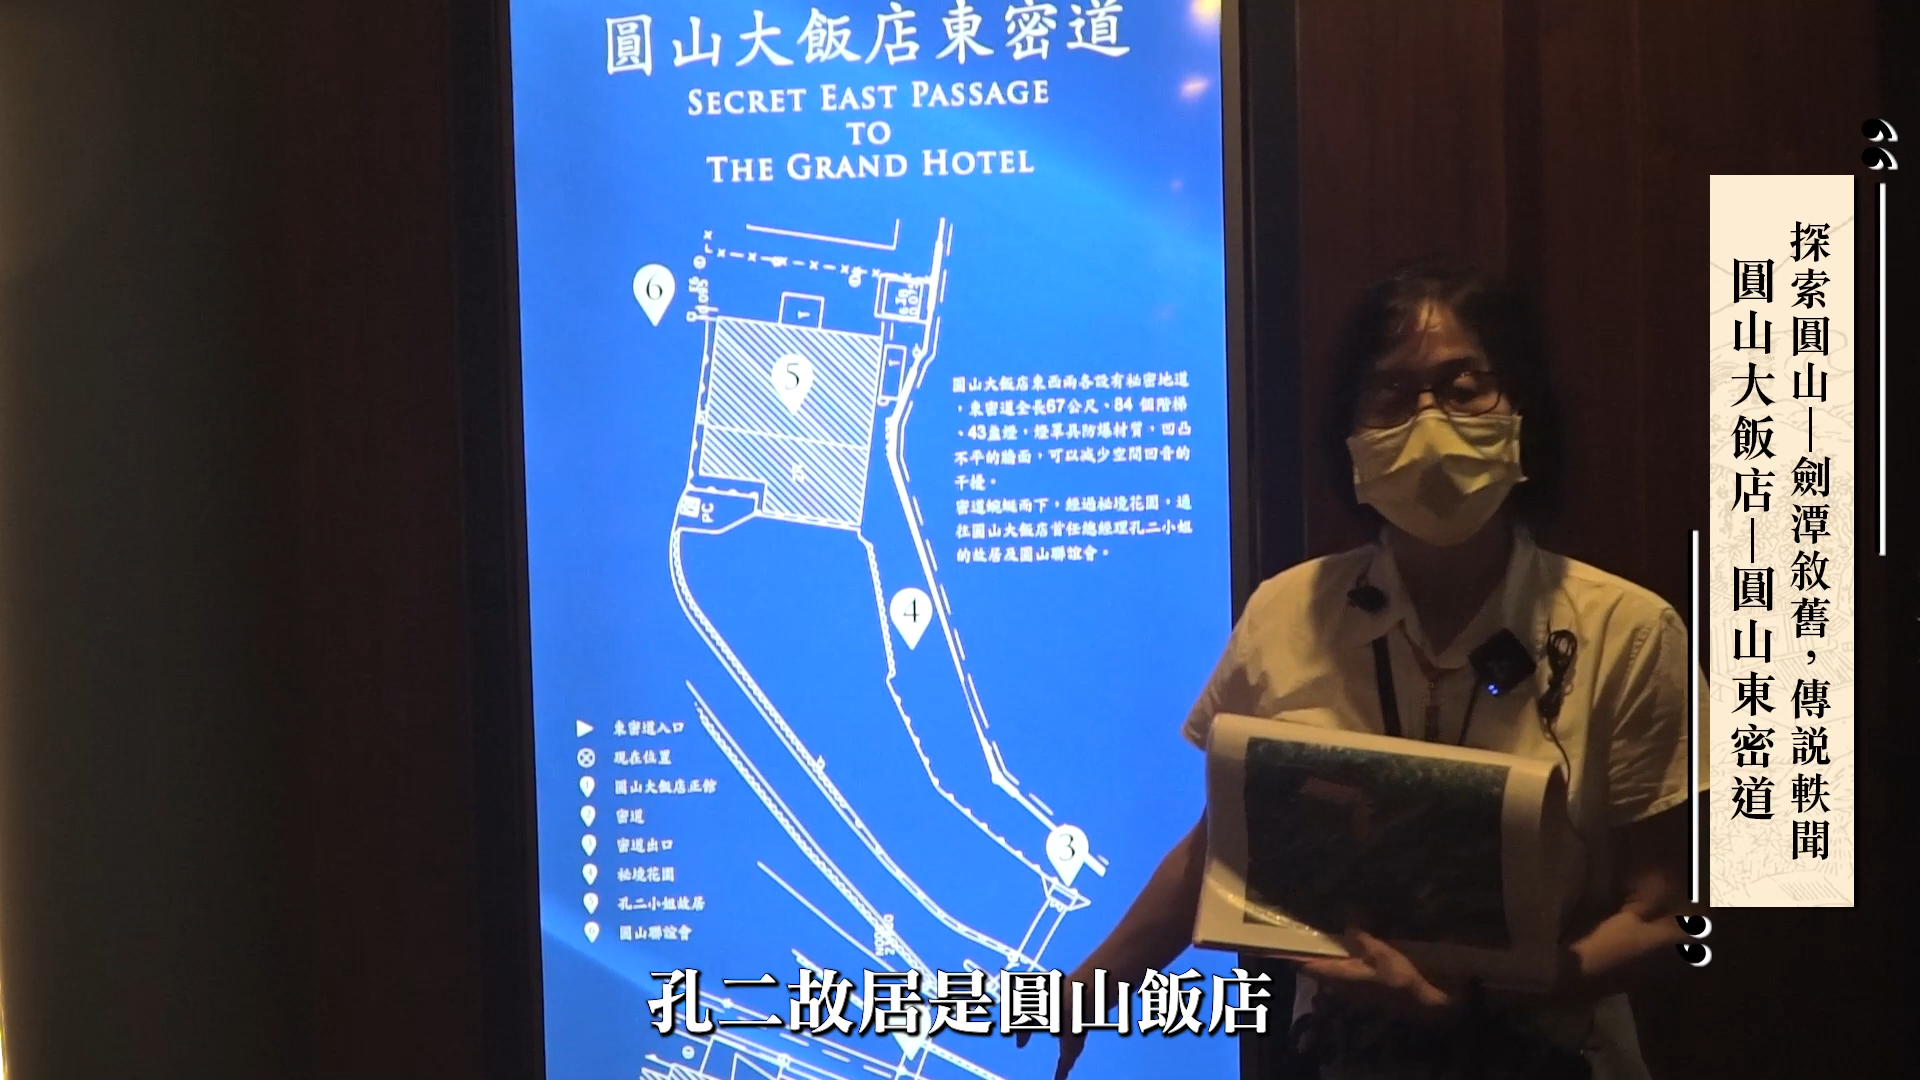 圓山大飯店東密道
SECRET EAST PASSAGE
TO
THE GRAND HOTEL
6
5
4
3
圓山大飯店東西兩各設有祕密地道
，東密道全長67公尺、84 個階梯
、43盞燈，燈罩具防爆材質，凹凸
不平的牆面，可以減少空間回音的
干擾。
密道蜿蜒而下，經過祕境花園，通
往圓山大飯店首任總經理孔二小姐
的故居及圓山聯誼會。
東密道入口
現在位置
圓山大飯店正館
密道
密道出口
祕境花園
孔二小姐故居
圓山聯誼會
探索圓山—劍潭敘舊，傳説軼聞
圓山大飯店—圓山東密道
孔二故居是圓山飯店